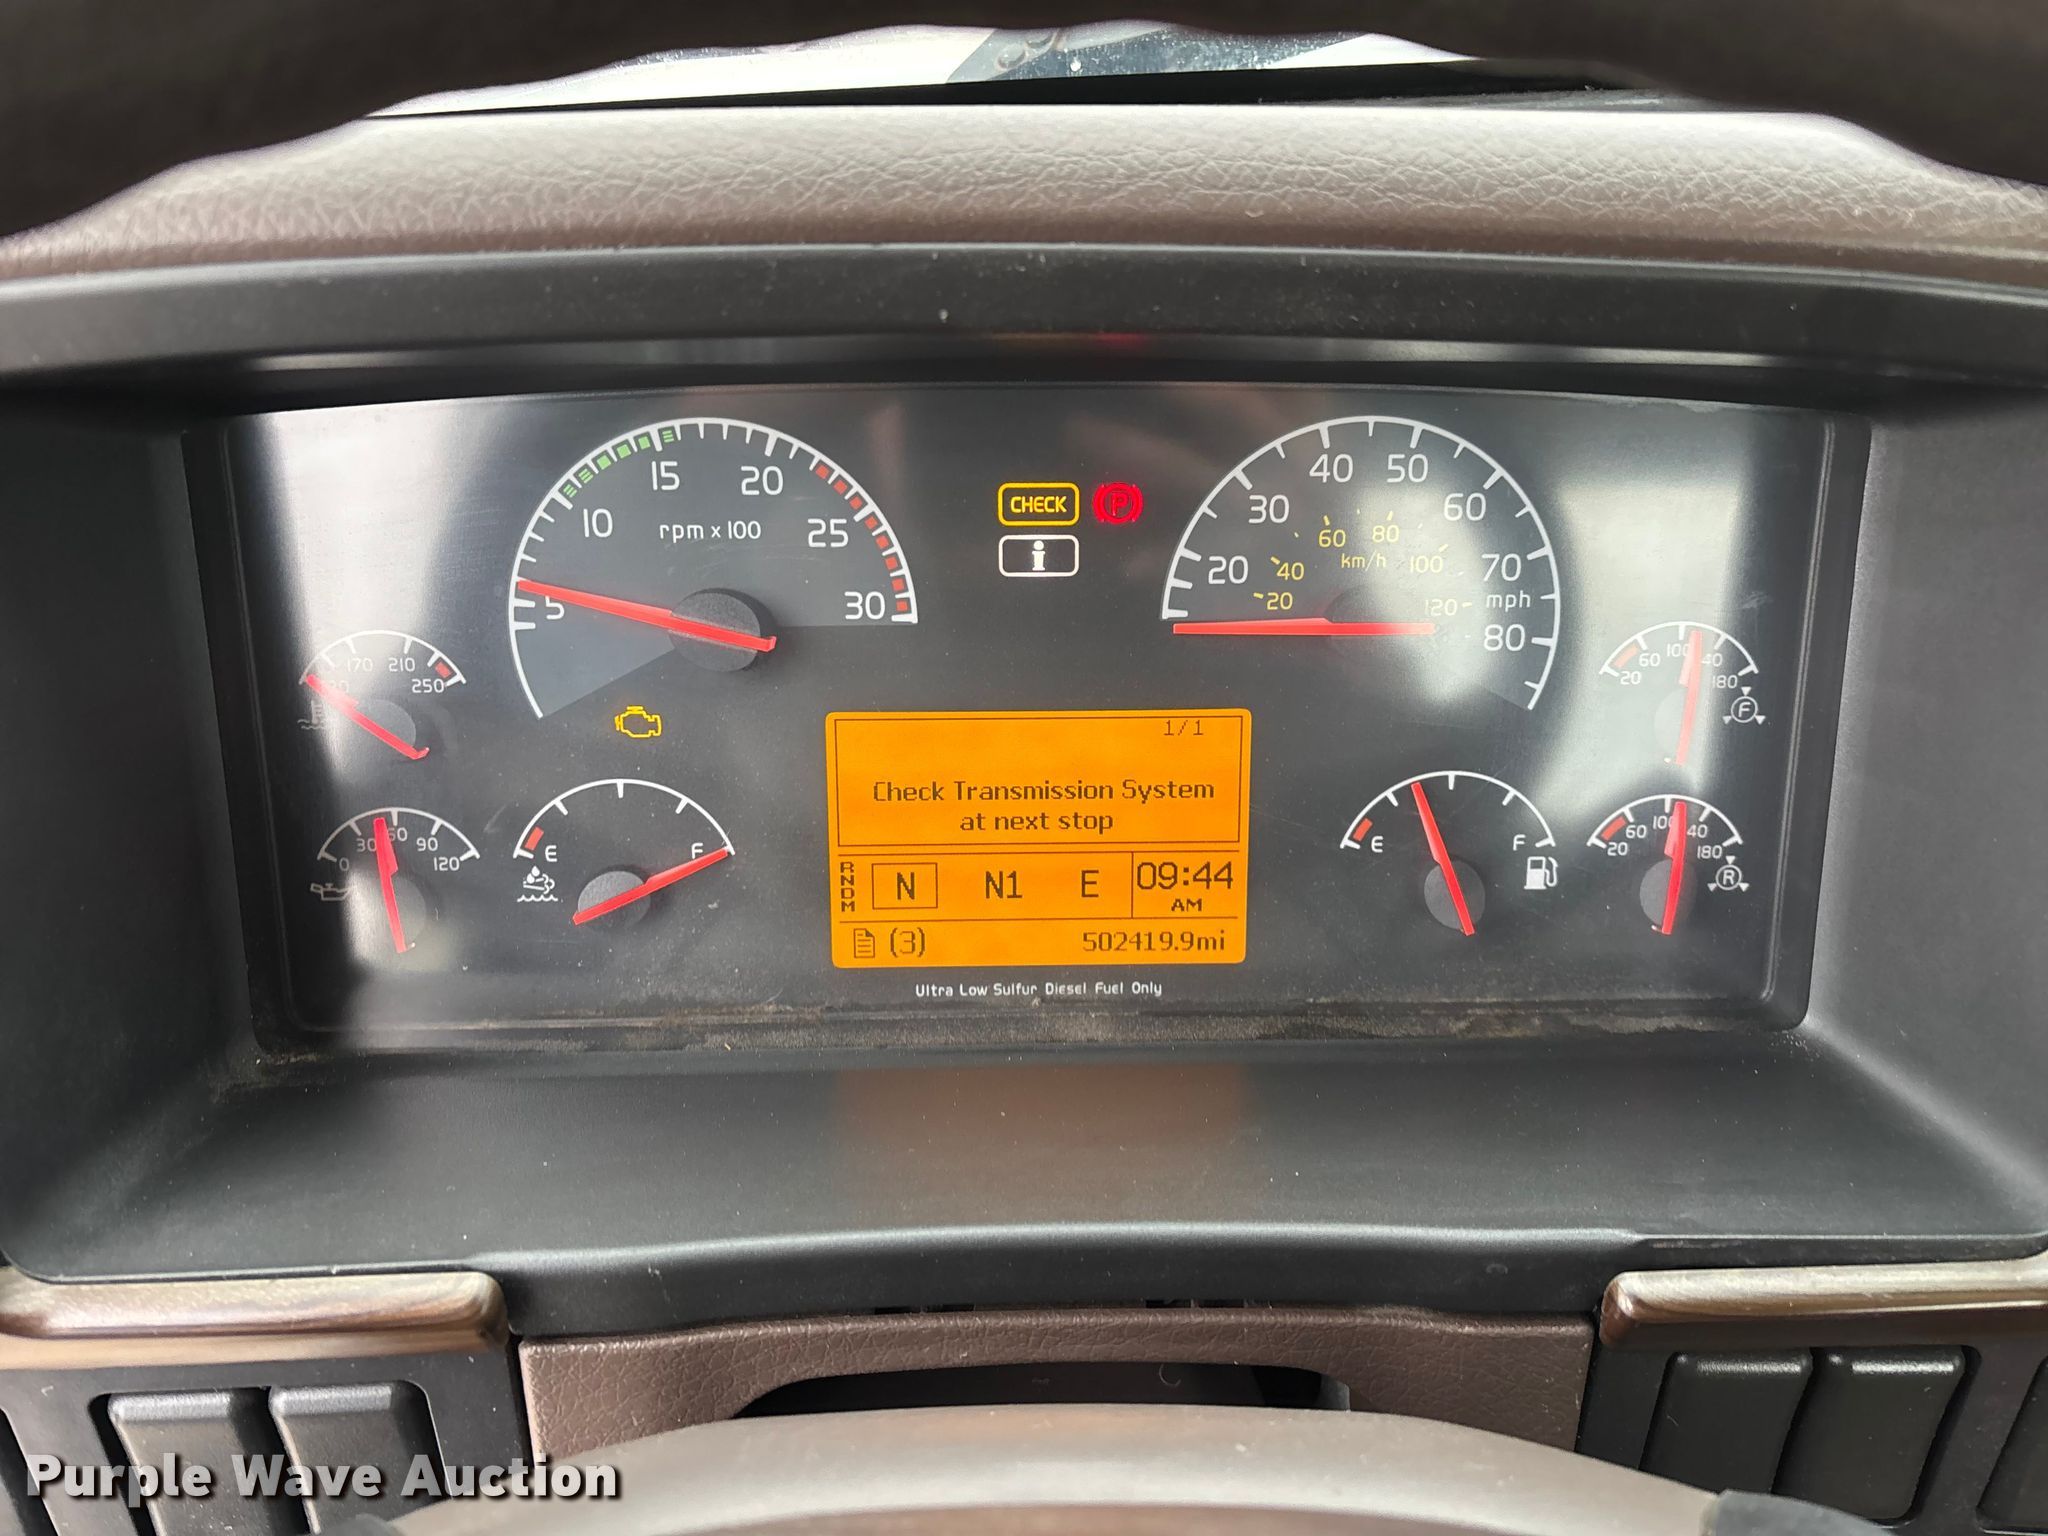 5 10 15 20 25 30
rpm x 100
CHECK
i
P
20 30 40 50 60 70 80
mph
20 40 60 80 100 120
km/h
170 210 250
0 30 60 90 120
E F
1/1
Check Transmission System
at next stop
R
N
D
M
N N1 E
09:44
AM
(3) 502419.9mi
Ultra Low Sulfur Diesel Fuel Only
E F
20 60 100 180
F
20 60 100 180
R
Purple Wave Auction